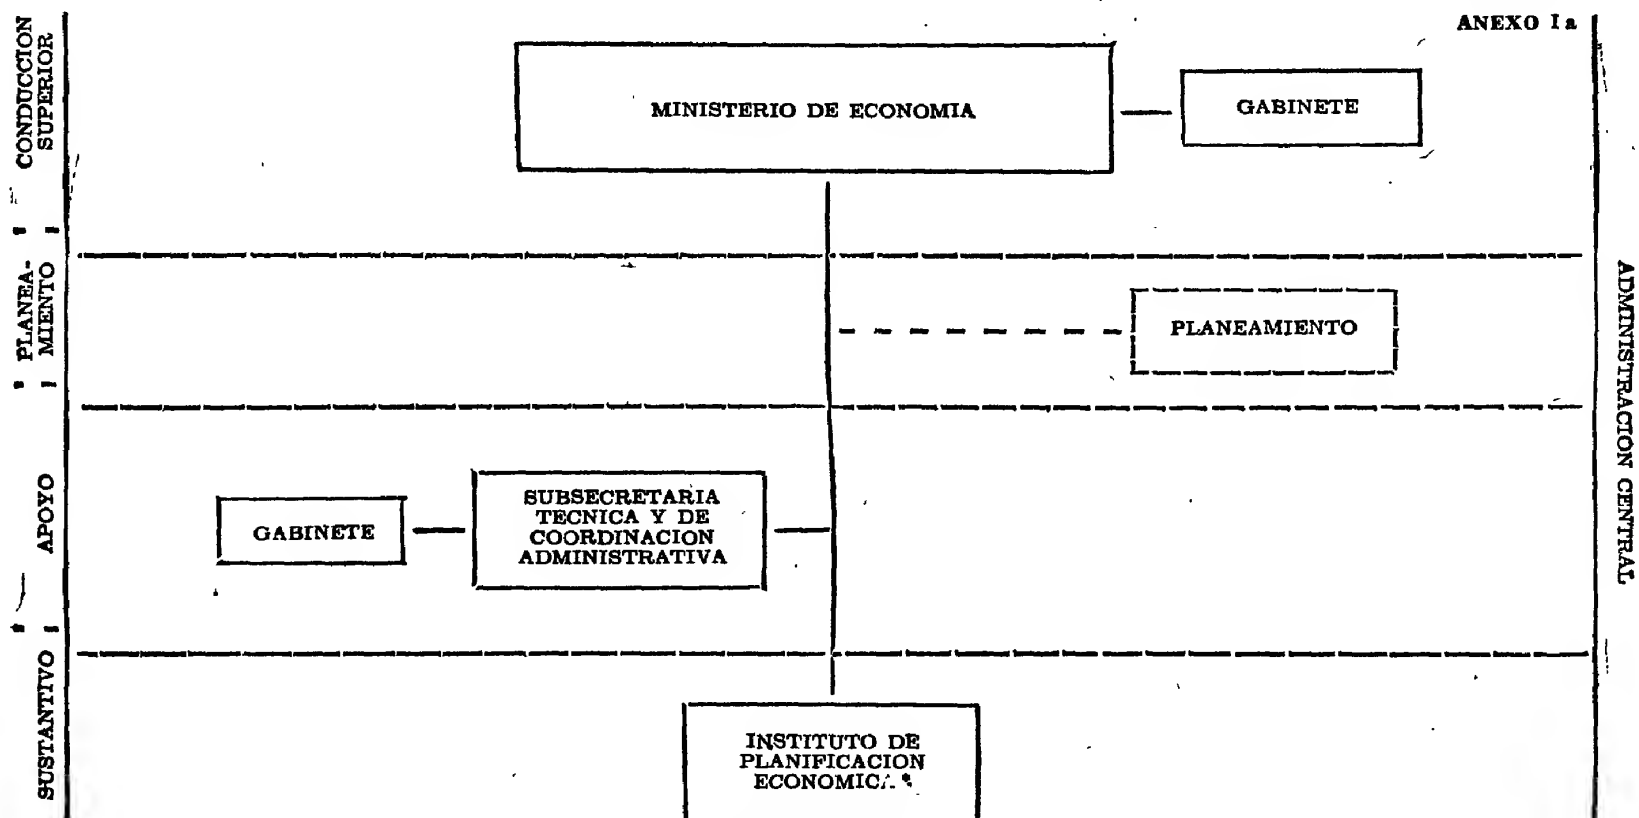 ANEXO I a
CONDUCCION
SUPERIOR
MINISTERIO DE ECONOMIA
GABINETE
PLANEA-
MIENTO
PLANEAMIENTO
ADMINISTRACION CENTRAL
APOYO
GABINETE
SUBSECRETARIA
TECNICA Y DE
COORDINACION
ADMINISTRATIVA
SUSTANTIVO
INSTITUTO DE
PLANIFICACION
ECONOMICA